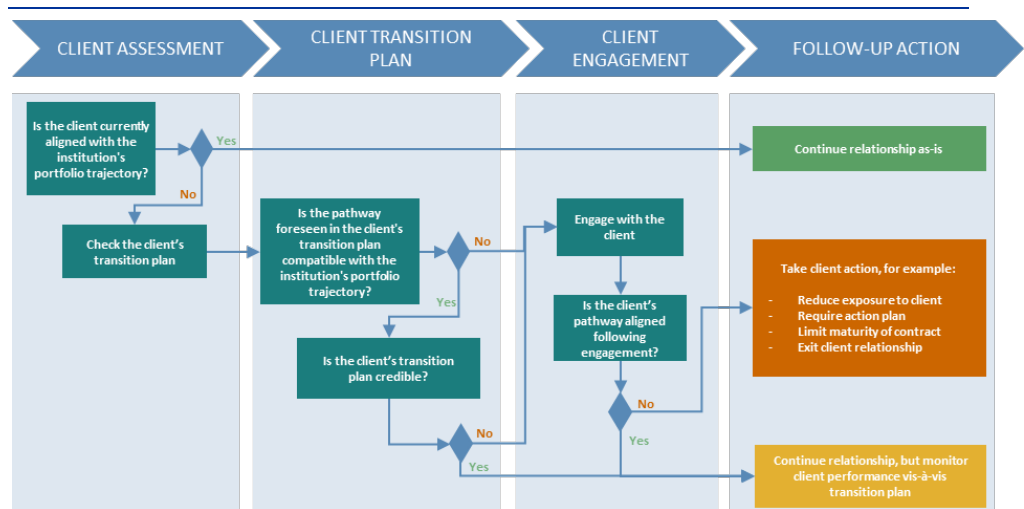 CLIENT ASSESSMENT
CLIENT TRANSITION
PLAN
CLIENT
ENGAGEMENT
FOLLOW-UP ACTION
Is the client currently
aligned with the
institution's
portfolio trajectory?
Yes
No
Check the client's
transition plan
Is the pathway
foreseen in the client's
transition plan
compatible with the
institution's portfolio
trajectory?
No
Yes
Is the client's transition
plan credible?
No
Yes
Engage with the
client
Is the client's
pathway aligned
following
engagement?
No
Yes
Continue relationship as-is
Take client action, for example:
- Reduce exposure to client
- Require action plan
- Limit maturity of contract
- Exit client relationship
Continue relationship, but monitor
client performance vis-à-vis
transition plan